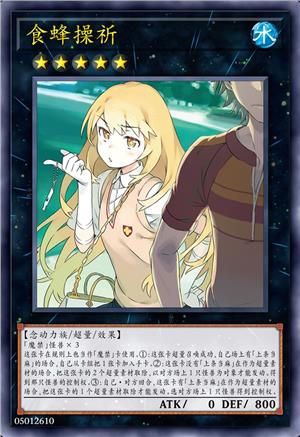 食蜂操祈
水
【念动力族/超量/效果】
「魔禁」怪兽×3
这张卡在规则上也当作「魔禁」卡使用。①:这张卡超量召唤成功,自己场上有「上条当
麻」的场合,自己从卡组把1张卡加入手卡。②:这张卡没有「上条当麻」在作为超量素
材的场合,把这张卡的2个超量素材取除,以对方场上1只怪兽为对象才能发动。得
到那只怪兽的控制权。③:自己·对方回合,这张卡有「上条当麻」在作为超量素材的
场合,把这张卡的1个超量素材取除才能发动。选对方场上1只怪兽得到控制权。
ATK/ 0 DEF/ 800
05012610